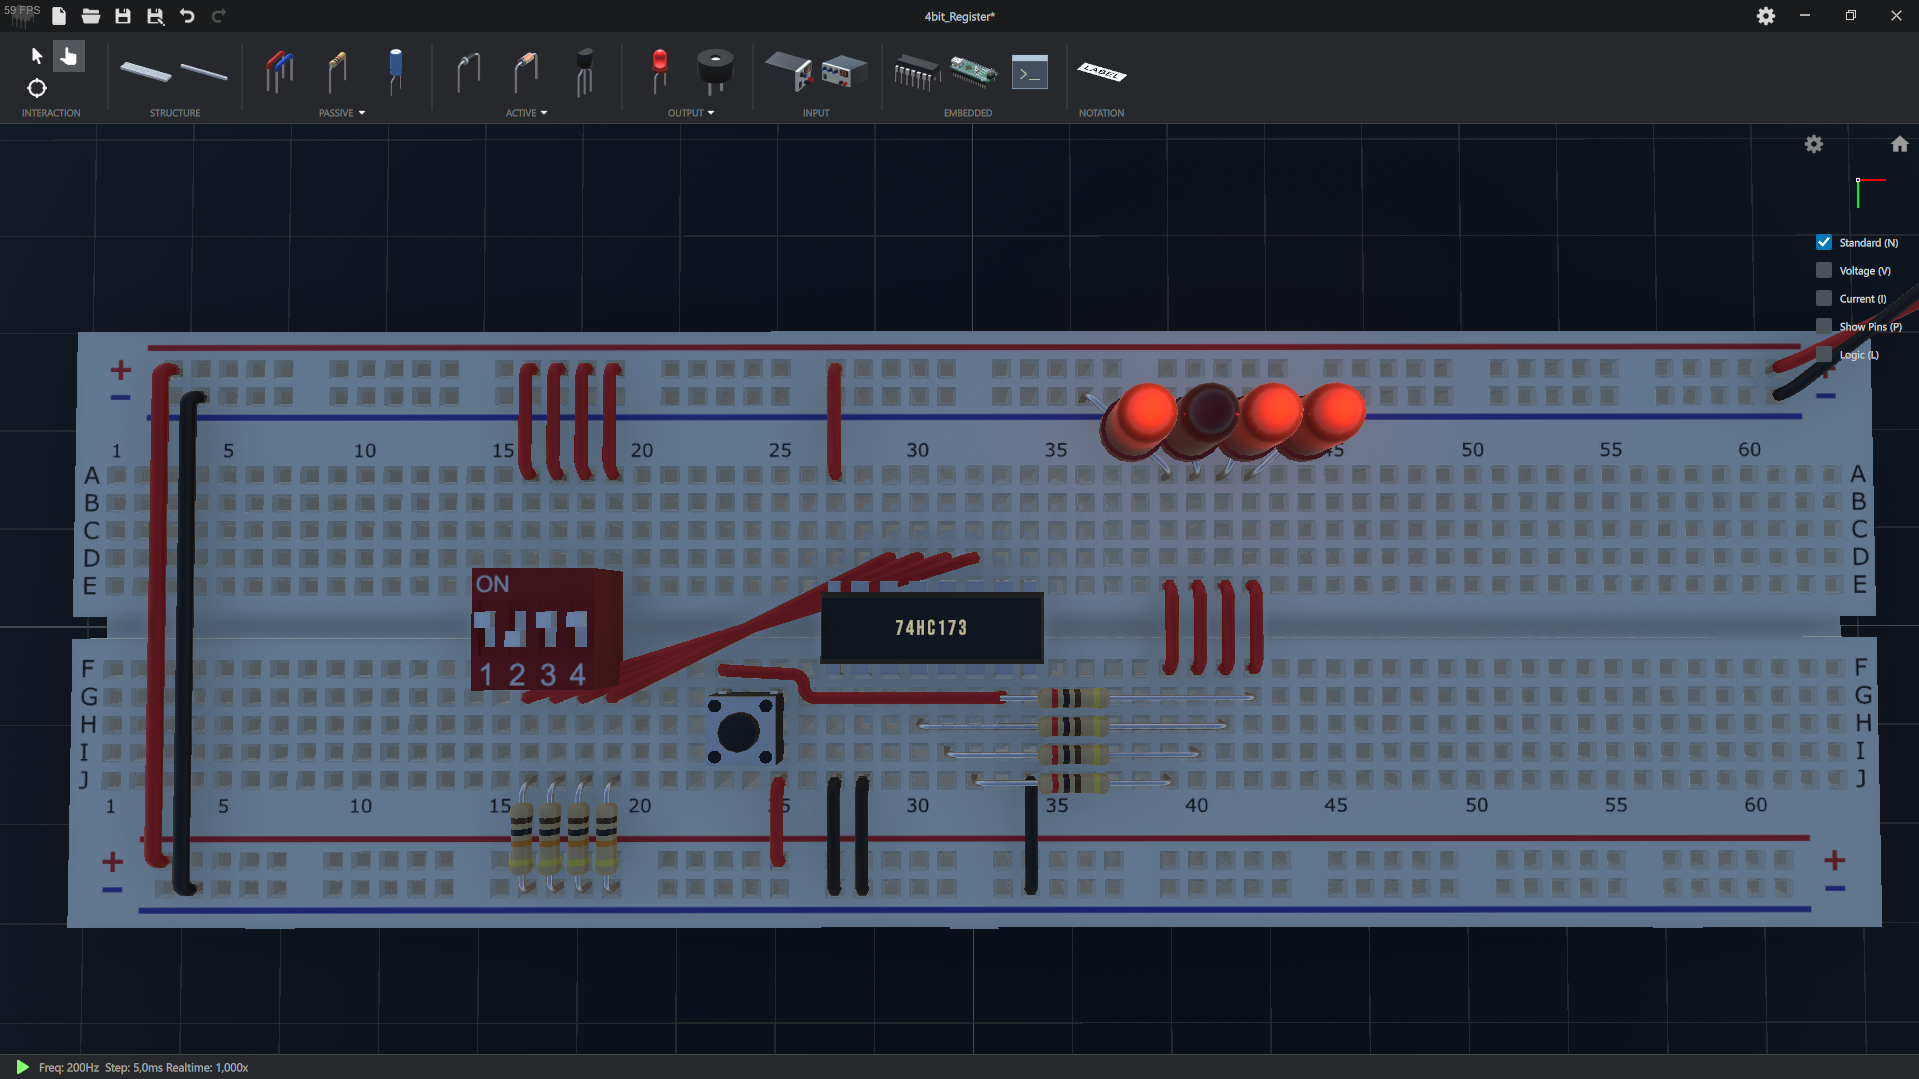 59 FPS
4bit_Register*
LABEL
INTERACTION STRUCTURE PASSIVE ACTIVE OUTPUT INPUT EMBEDDED NOTATION
Standard (N)
Voltage (V)
Current (I)
Show Pins (P)
Logic (L)
+ +
− −
1 5 10 15 20 25 30 35 45 50 55 60
A A
B B
C C
D D
E E
ON
74HC173
1 2 3 4
F F
G G
H H
I I
J J
1 5 10 15 20 25 30 35 40 45 50 55 60
+ +
− −
Freq: 200Hz Step: 5,0ms Realtime: 1,000x